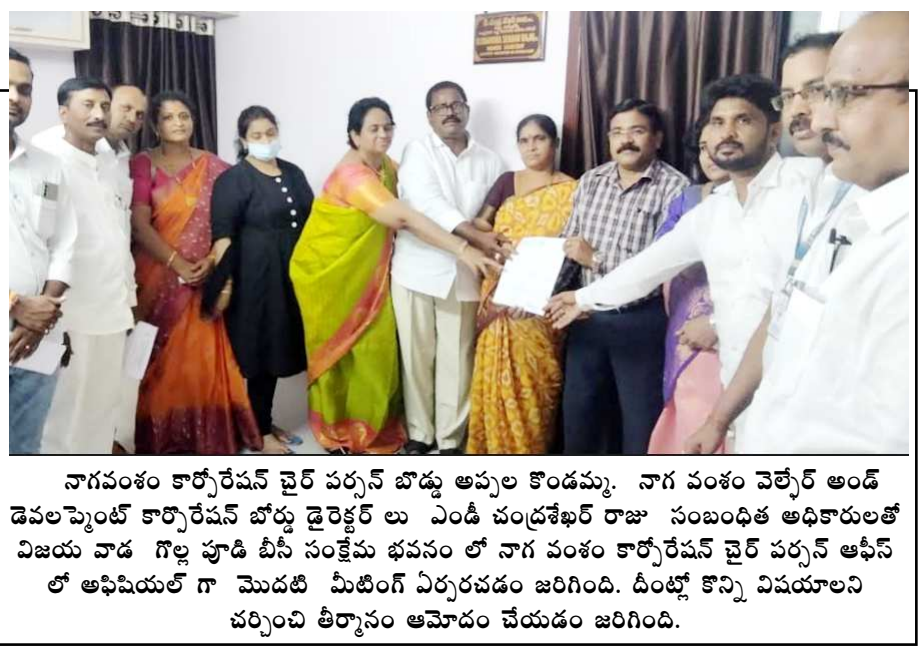 నాగవంశం కార్పోరేషన్ చైర్ పర్సన్ బొడ్డు అప్పల కొండమ్మ. నాగ వంశం వెల్ఫేర్ అండ్
డెవలప్మెంట్ కార్పొరేషన్ బోర్డు డైరెక్టర్ లు ఎండీ చంద్రశేఖర్ రాజు సంబంధిత అధికారులతో
విజయ వాడ గొల్ల పూడి బీసీ సంక్షేమ భవనం లో నాగ వంశం కార్పోరేషన్ చైర్ పర్సన్ ఆఫీస్
లో అఫిషియల్ గా మొదటి మీటింగ్ ఏర్పరచడం జరిగింది. దీంట్లో కొన్ని విషయాలని
చర్చించి తీర్మానం ఆమోదం చేయడం జరిగింది.